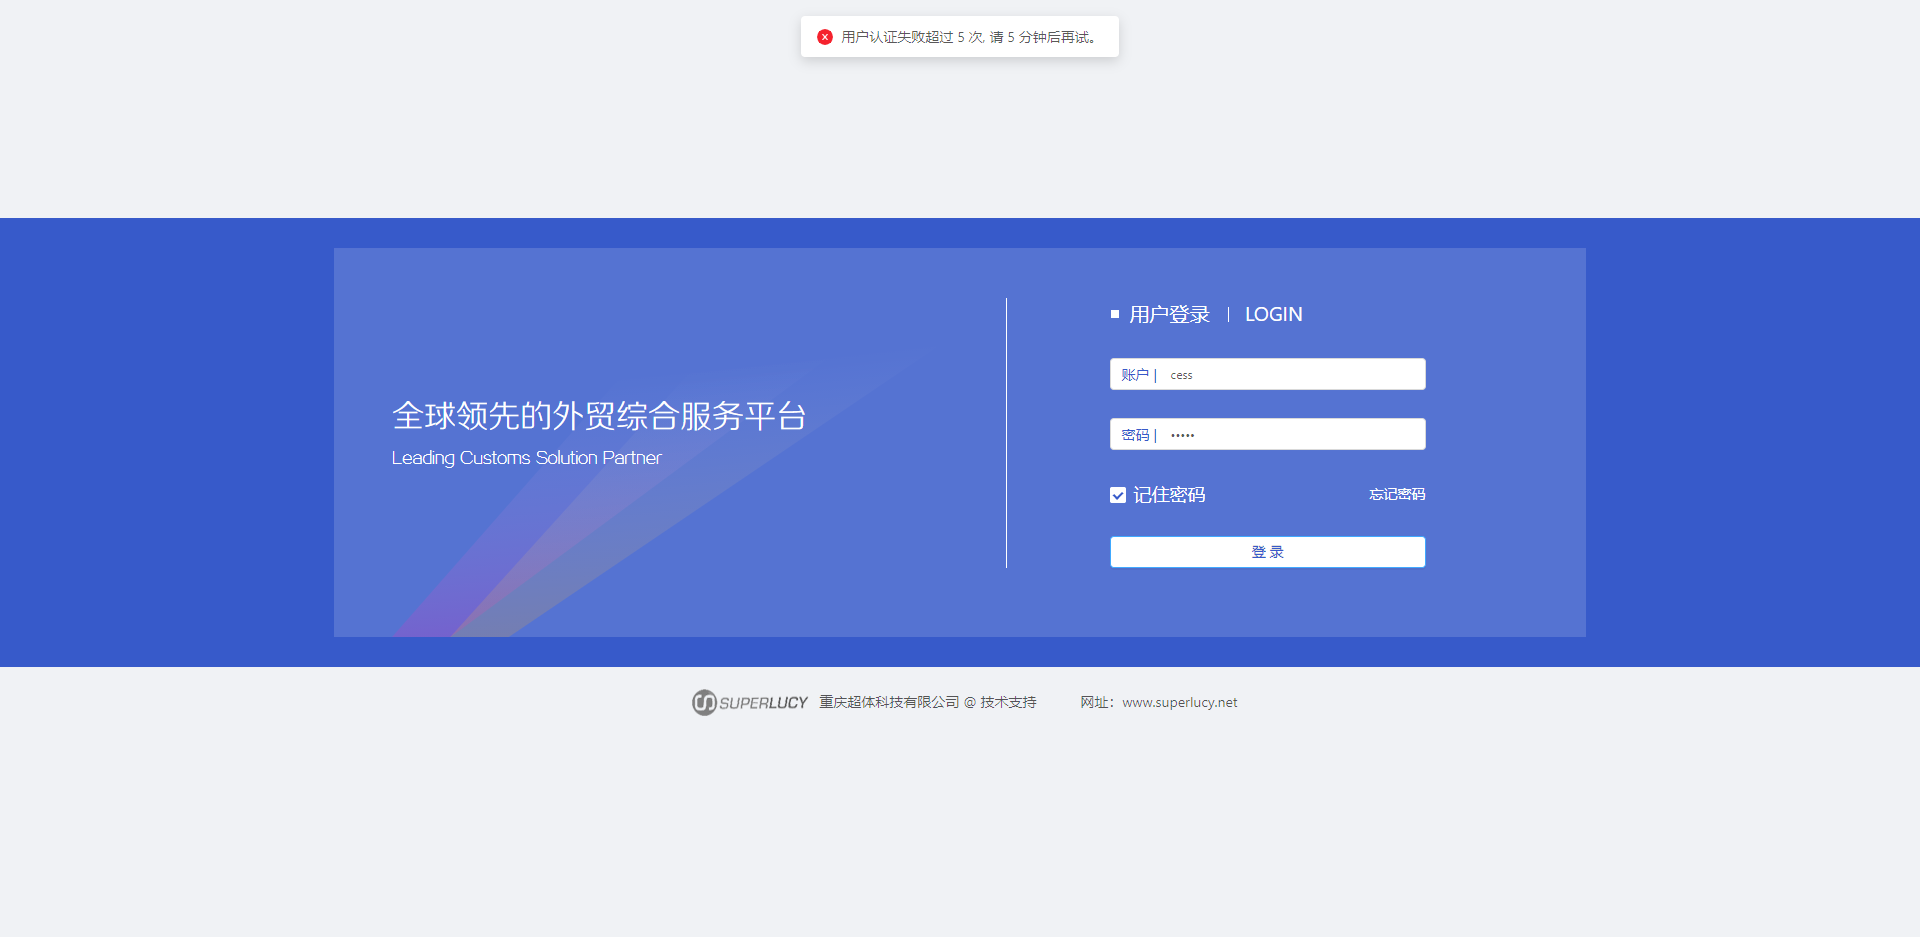 用户认证失败超过 5 次, 请 5 分钟后再试。
用户登录 | LOGIN
账户 | cess
全球领先的外贸综合服务平台
Leading Customs Solution Partner
密码 | •••••
记住密码 忘记密码
登 录
SUPERLUCY 重庆超体科技有限公司 @ 技术支持 网址：www.superlucy.net